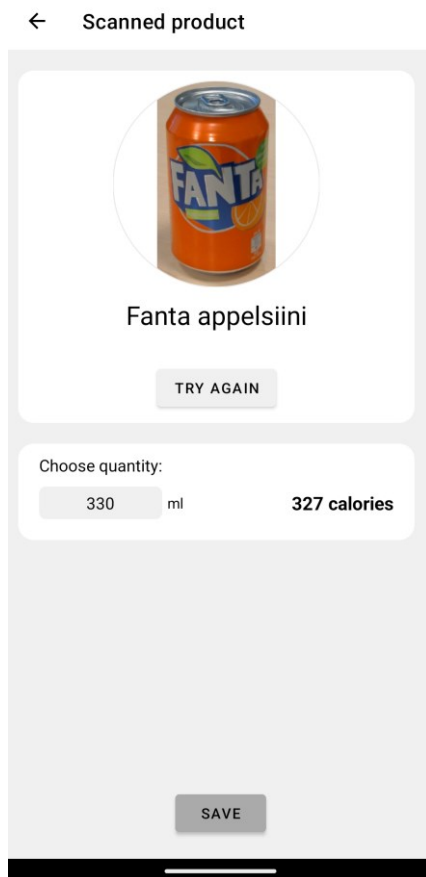 Scanned product
FANTA
Fanta appelsiini
TRY AGAIN
Choose quantity:
330 ml 327 calories
SAVE